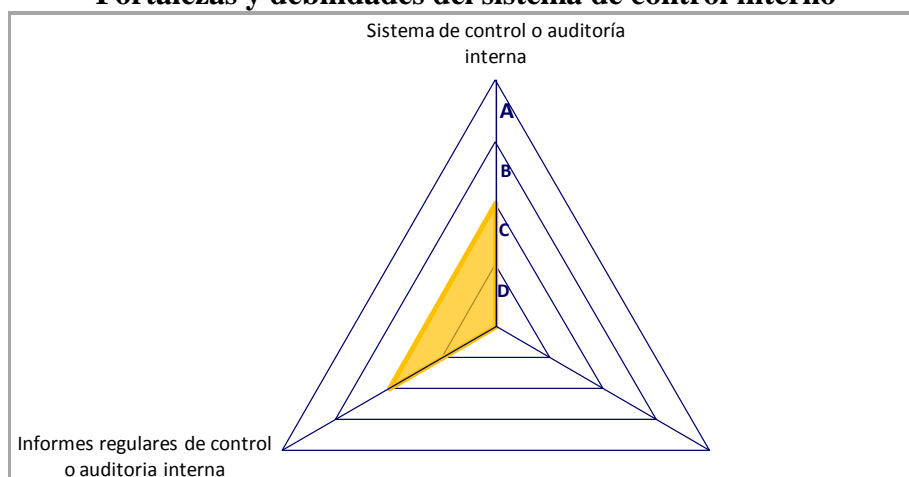 Fortalezas y debilidades del sistema de control interno
Sistema de control o auditoría
interna
A
B
C
D
Informes regulares de control
o auditoria interna